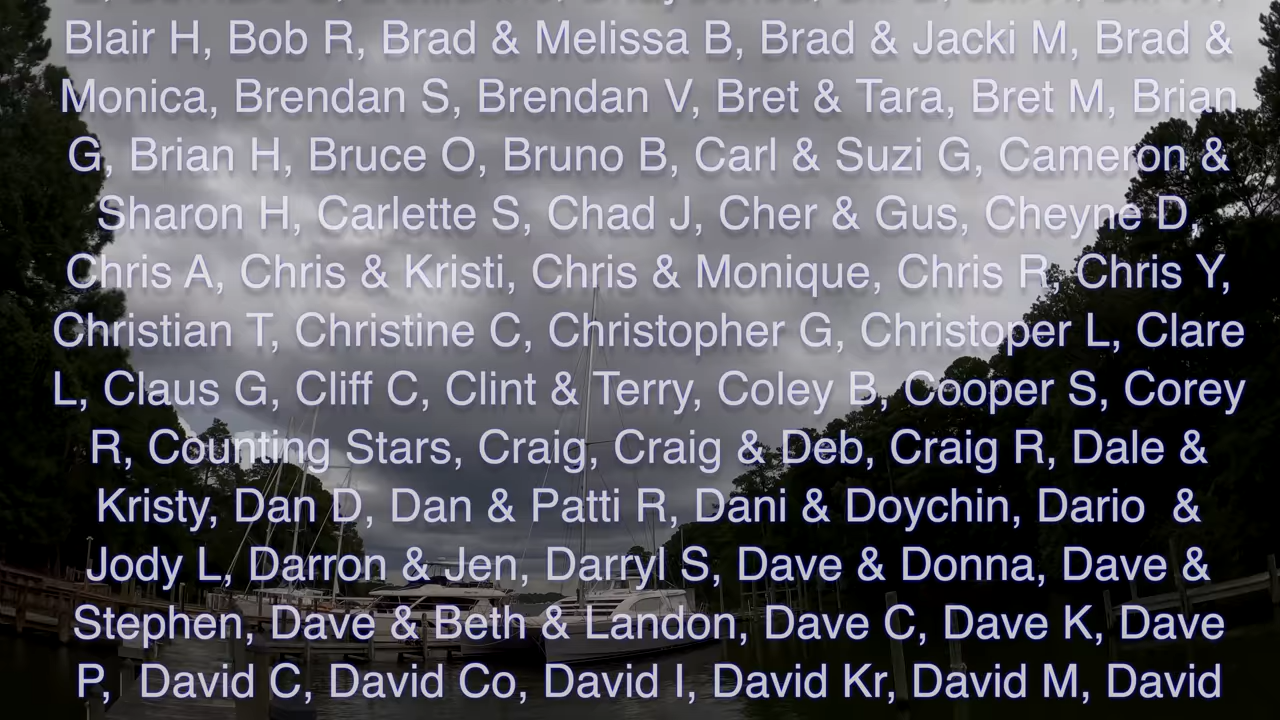 Blair H, Bob R, Brad & Melissa B, Brad & Jacki M, Brad &
Monica, Brendan S, Brendan V, Bret & Tara, Bret M, Brian
G, Brian H, Bruce O, Bruno B, Carl & Suzi G, Cameron &
Sharon H, Carlette S, Chad J, Cher & Gus, Cheyne D,
Chris A, Chris & Kristi, Chris & Monique, Chris R, Chris Y,
Christian T, Christine C, Christopher G, Christoper L, Clare
L, Claus G, Cliff C, Clint & Terry, Coley B, Cooper S, Corey
R, Counting Stars, Craig, Craig & Deb, Craig R, Dale &
Kristy, Dan D, Dan & Patti R, Dani & Doychin, Dario  &
Jody L, Darron & Jen, Darryl S, Dave & Donna, Dave &
Stephen, Dave & Beth & Landon, Dave C, Dave K, Dave
P,  David C, David Co, David I, David Kr, David M, David